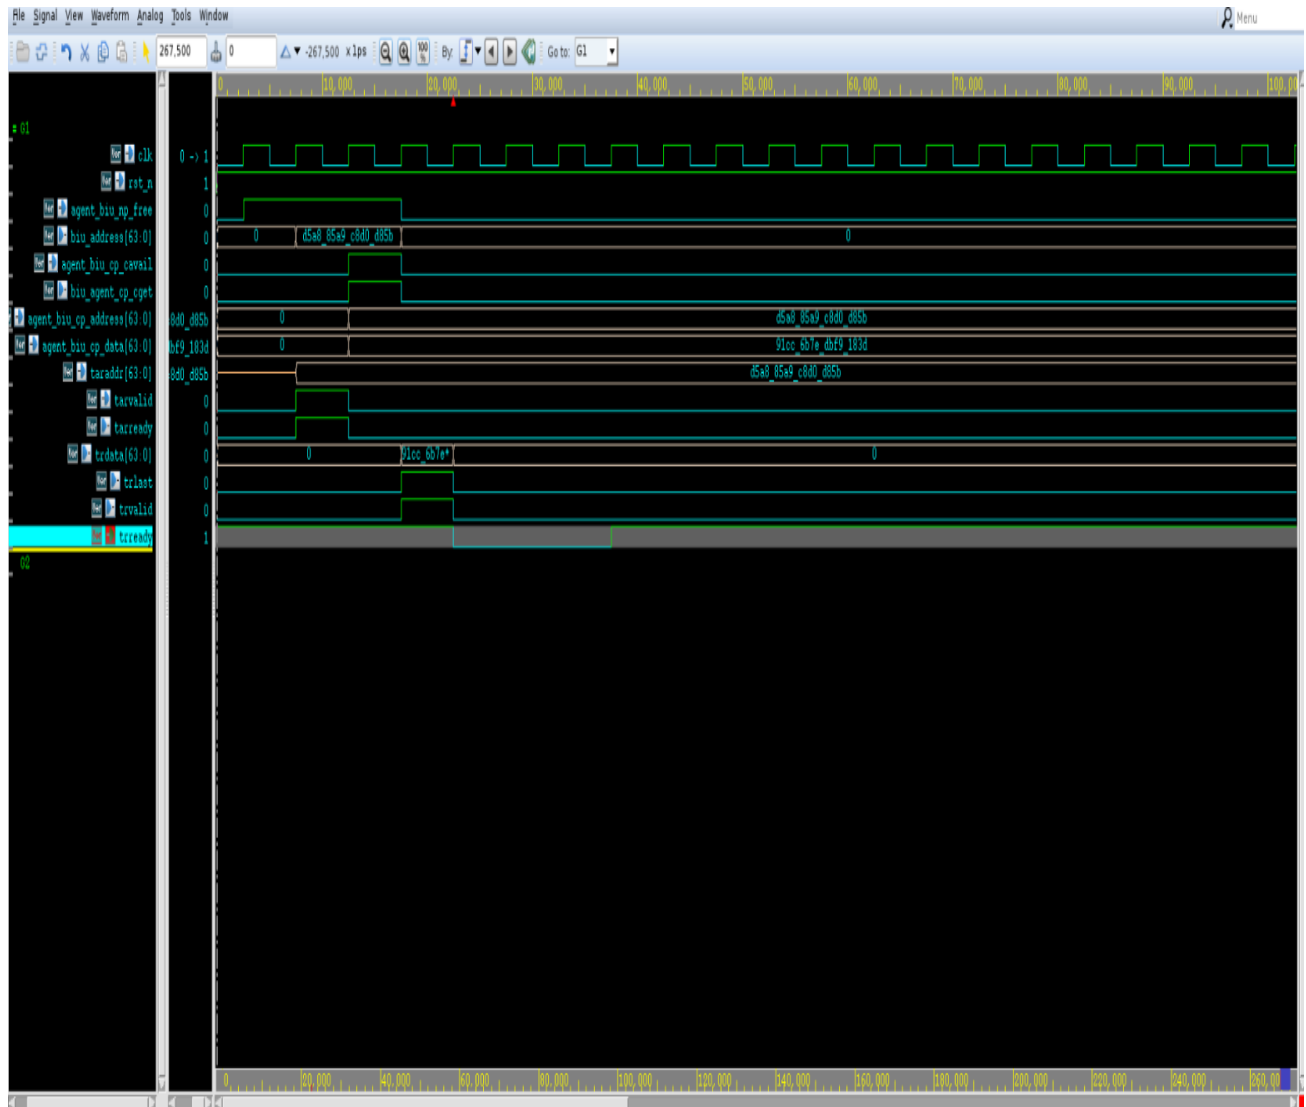 File Signal View Waveform Analog Tools Window Menu
267,500 0 -267,500 x 1ps 100 By: Go to: G1
0 10,000 20,000 30,000 40,000 50,000 60,000 70,000 80,000 90,000 100,00
G1
clk 0 -> 1
rst_n 1
agent_biu_np_free 0
biu_address[63:0] 0 0 d5a8_85a9_c8d0_d85b 0
agent_biu_cp_cavail 0
biu_agent_cp_cget 0
agent_biu_cp_address[63:0] 8d0_d85b 0 d5a8_85a9_c8d0_d85b
agent_biu_cp_data[63:0] bf9_183d 0 91cc_6b7e_dbf9_183d
taraddr[63:0] 8d0_d85b d5a8_85a9_c8d0_d85b
tarvalid 0
tarready 0
trdata[63:0] 0 0 91cc_6b7e* 0
trlast 0
trvalid 0
trready 1
G2
0 20,000 40,000 60,000 80,000 100,000 120,000 140,000 160,000 180,000 200,000 220,000 240,000 260,00